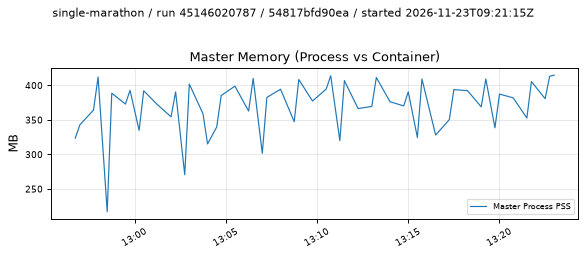 single-marathon / run 45146020787 / 54817bfd90ea / started 2026-11-23T09:21:15Z
Master Memory (Process vs Container)
MB
400
350
300
250
Master Process PSS
13:00
13:05
13:10
13:15
13:20